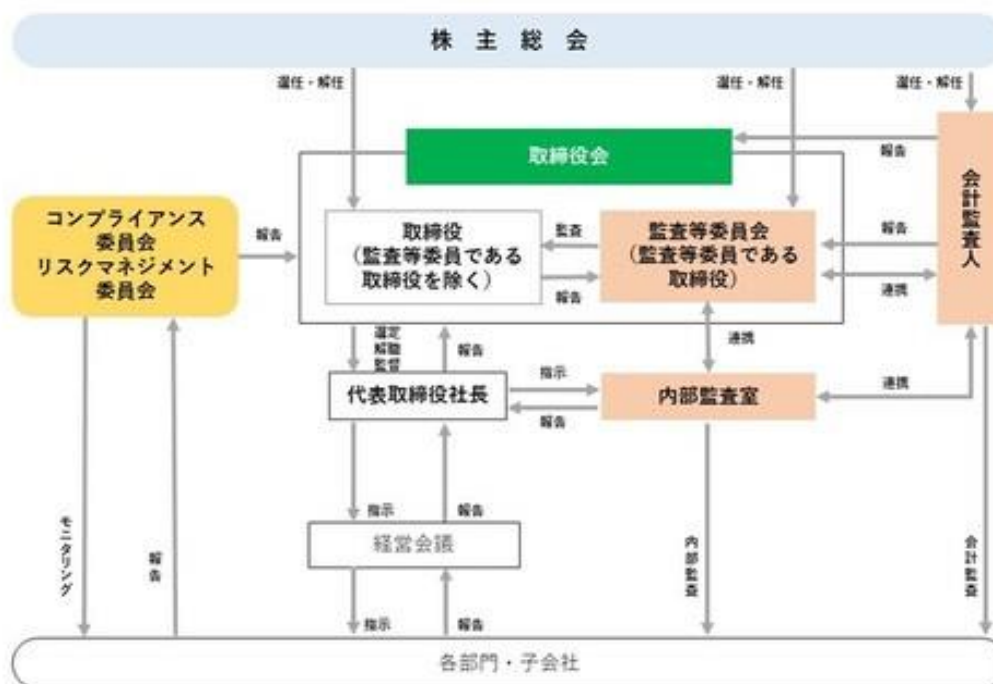 株主総会
選任・解任
選任・解任
選任・解任
取締役会
報告
会計監査人
コンプライアンス
委員会
リスクマネジメント
委員会
報告
取締役
（監査等委員である
取締役を除く）
監査
報告
監査等委員会
（監査等委員である
取締役）
報告
連携
選定
解職
監督
報告
連携
代表取締役社長
指示
報告
内部監査室
連携
モニタリング
報告
指示
報告
経営会議
内部監査
会計監査
指示
報告
各部門・子会社